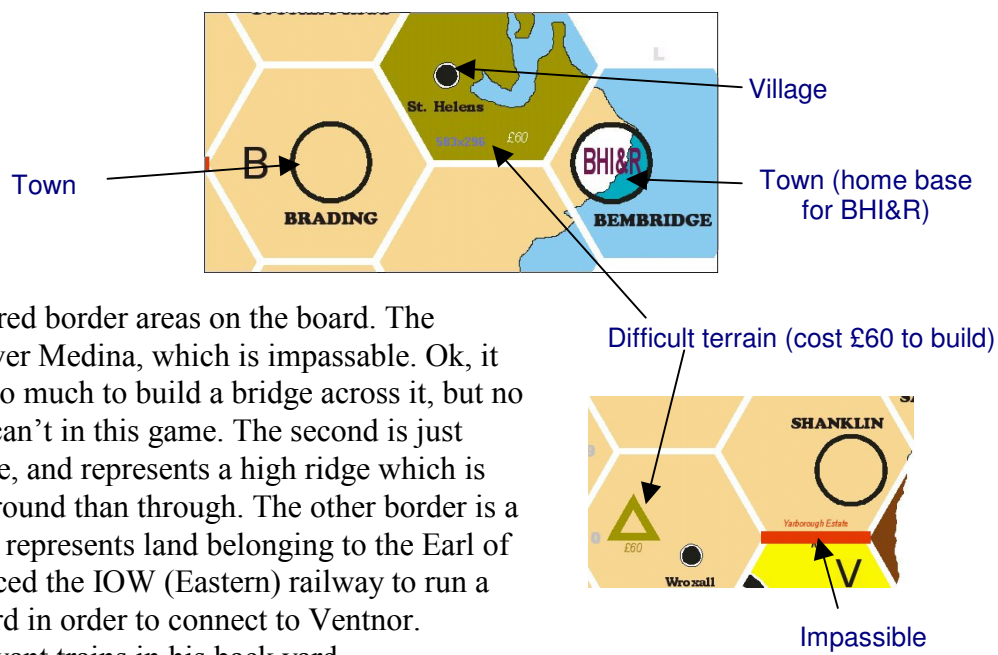 L
Village
St. Helens
583x296 £60
B
BHI&R
Town
Town (home base
for BHI&R)
BRADING
BEMBRIDGE
red border areas on the board. The
ver Medina, which is impassable. Ok, it
o much to build a bridge across it, but no
can’t in this game. The second is just
e, and represents a high ridge which is
round than through. The other border is a
represents land belonging to the Earl of
ced the IOW (Eastern) railway to run a
rd in order to connect to Ventnor.
Difficult terrain (cost £60 to build)
SHANKLIN
Yarborough Estate
£60
Wroxall
V
Impassible